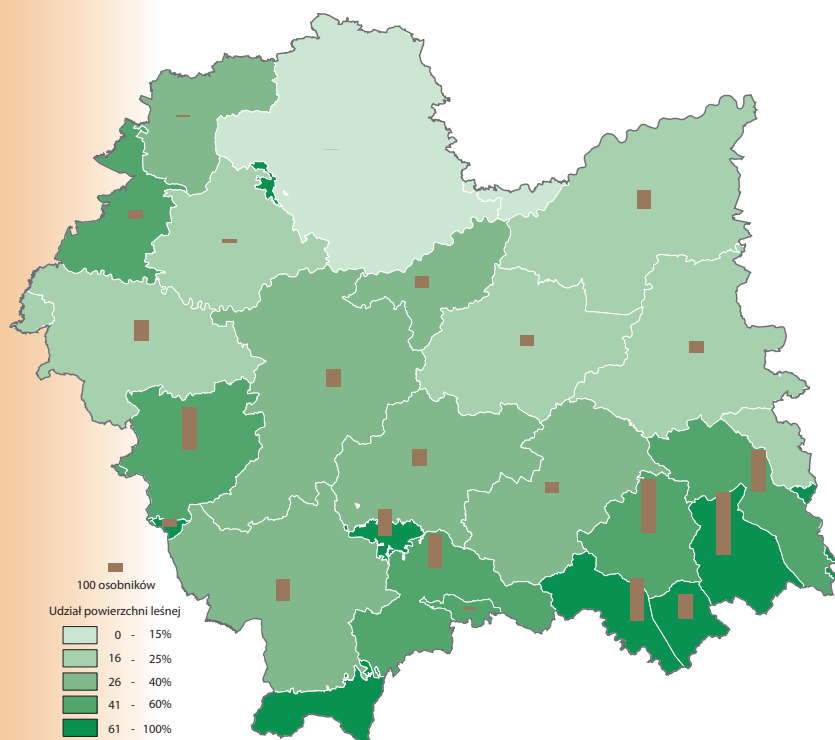 100 osobników
Udział powierzchni leśnej
0 - 15%
16 - 25%
26 - 40%
41 - 60%
61 - 100%